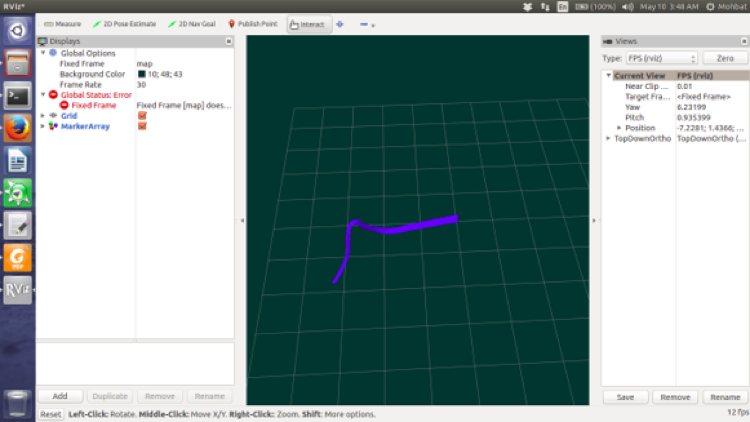 RViz*
En
(100%)
May 10 3:48 AM
Mohbat
Measure
2D Pose Estimate
2D Nav Goal
Publish Point
Interact
Displays
Global Options
Fixed Frame map
Background Color 10; 48; 43
Frame Rate 30
Global Status: Error
Fixed Frame Fixed Frame [map] does...
Grid
MarkerArray
Add Duplicate Remove Rename
Views
Type: FPS (rviz) Zero
Current View FPS (rviz)
Near Clip ... 0.01
Target Fra... <Fixed Frame>
Yaw 6.23199
Pitch 0.935399
Position -7.2281; 1.4366; ...
TopDownOrtho TopDownOrtho (...
Save Remove Rename
RViz
Reset Left-Click: Rotate. Middle-Click: Move X/Y. Right-Click:: Zoom. Shift: More options.
12 fps